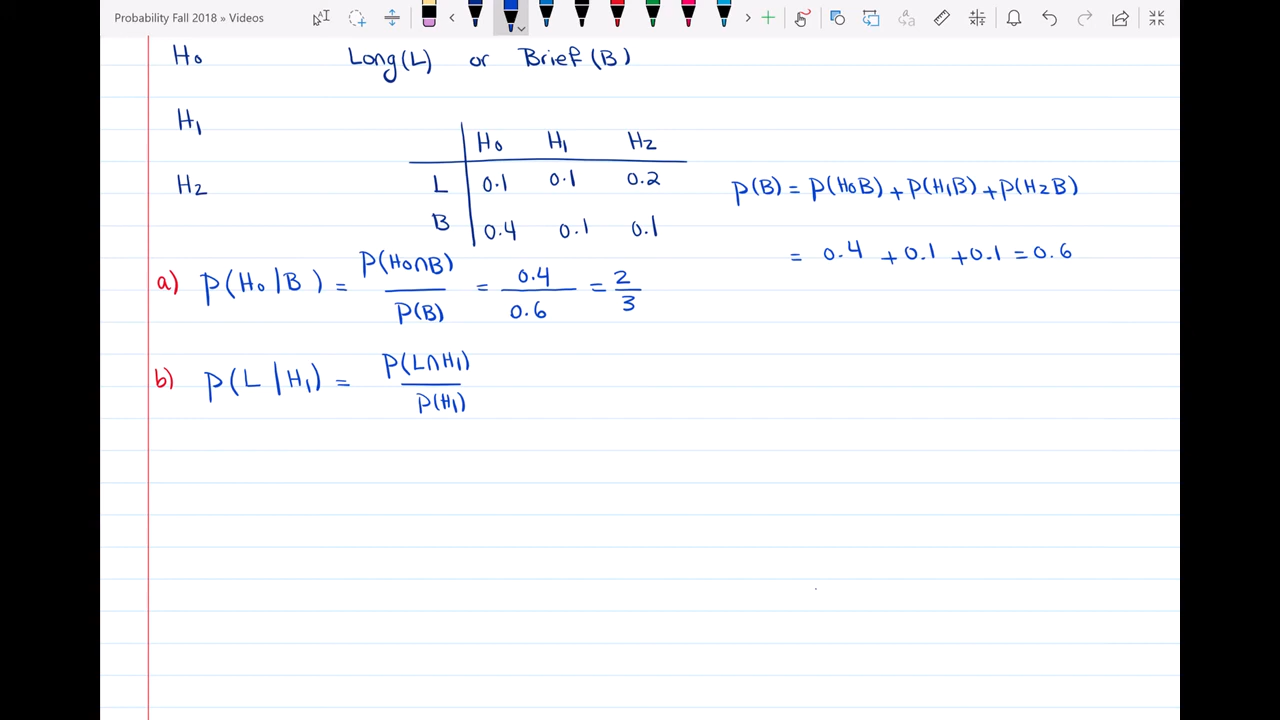 Probability Fall 2018 » Videos
H0 Long(L) or Brief(B)
H1
H0 H1 H2
H2 L 0.1 0.1 0.2
P(B) = P(H0B) + P(H1B) + P(H2B)
B 0.4 0.1 0.1
= 0.4 + 0.1 + 0.1 = 0.6
a) P(H0|B) = P(H0∩B) / P(B) = 0.4 / 0.6 = 2/3
b) P(L|H1) = P(L∩H1) / P(H1)